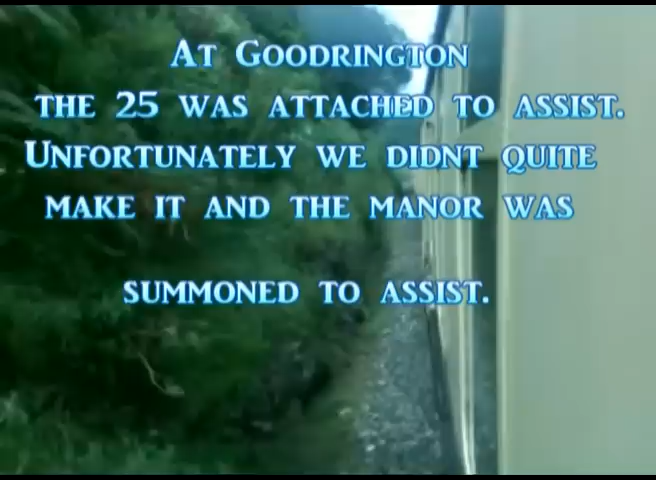 At Goodrington
the 25 was attached to assist.
Unfortunately we didnt quite
make it and the manor was
summoned to assist.